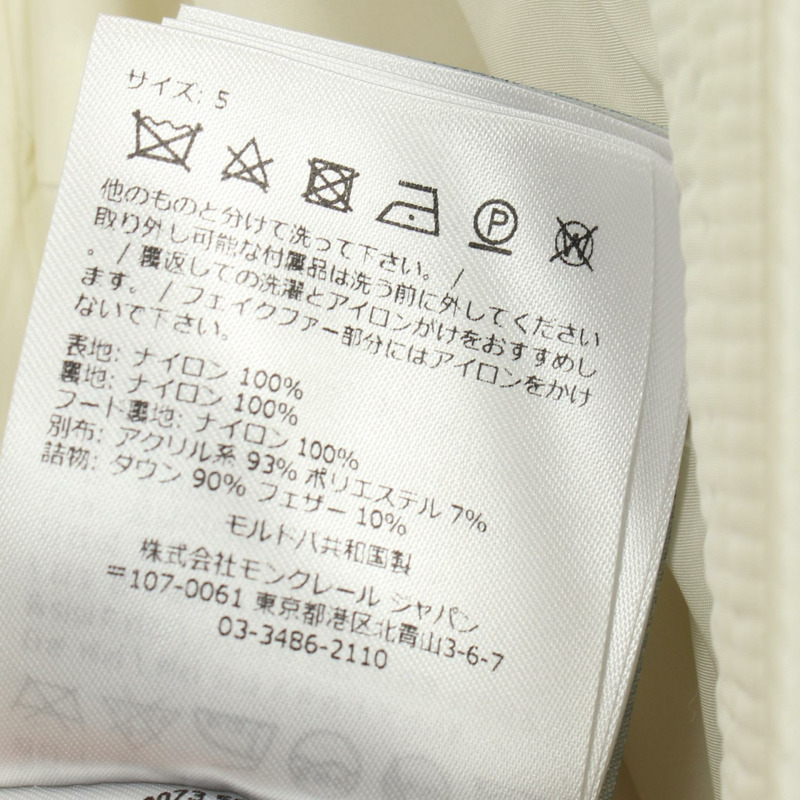 サイズ: 5
他のものと分けて洗って下さい。 /
取り外し可能な付属品は洗う前に外してください
。 / 裏返しての洗濯とアイロンがけをおすすめし
ます。 / フェイクファー部分にはアイロンをかけ
ないで下さい。
表地: ナイロン 100%
裏地: ナイロン 100%
フード裏地: ナイロン 100%
別布: アクリル系 93% ポリエステル 7%
詰物: ダウン 90% フェザー 10%
モルドバ共和国製
株式会社モンクレール ジャパン
〒107-0061 東京都港区北青山3-6-7
03-3486-2110